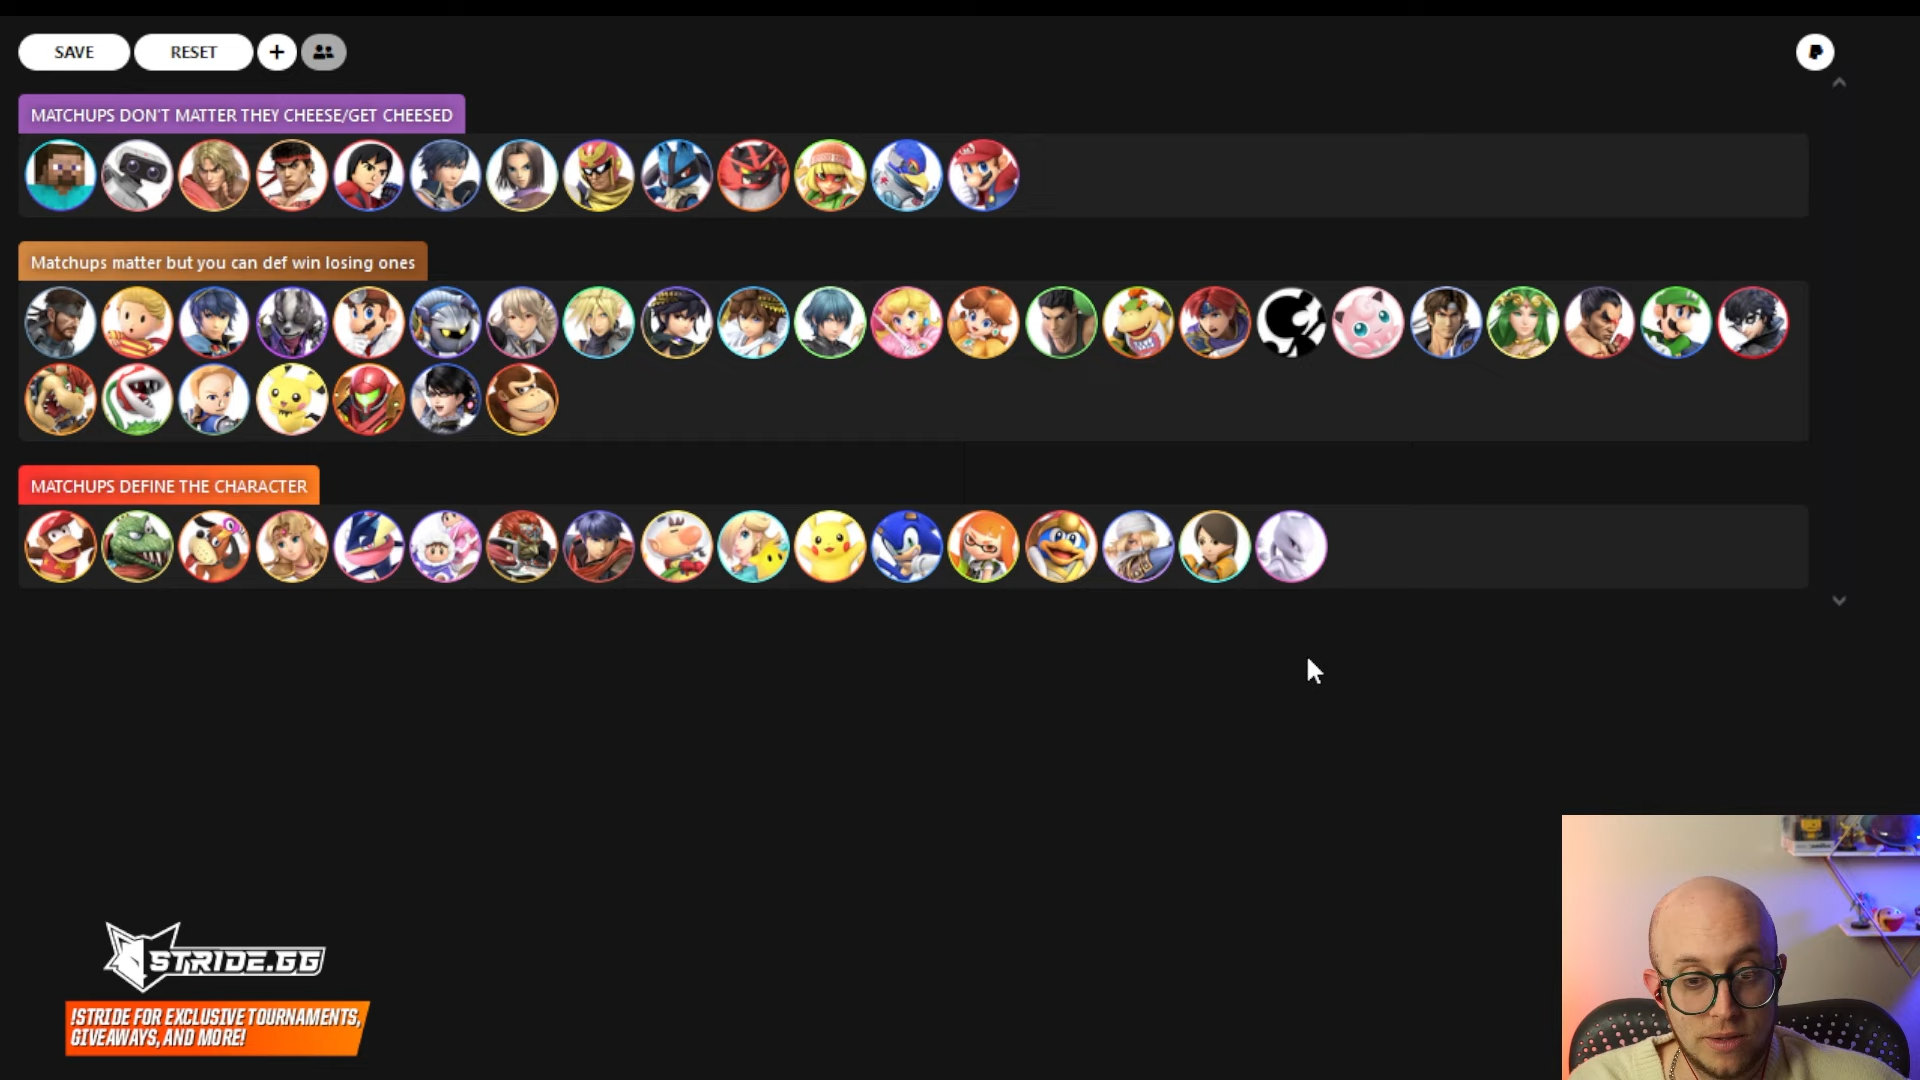 SAVE
RESET
MATCHUPS DON'T MATTER THEY CHEESE/GET CHEESED
Matchups matter but you can def win losing ones
MATCHUPS DEFINE THE CHARACTER
STRIDE.GG
!STRIDE FOR EXCLUSIVE TOURNAMENTS,
GIVEAWAYS, AND MORE!